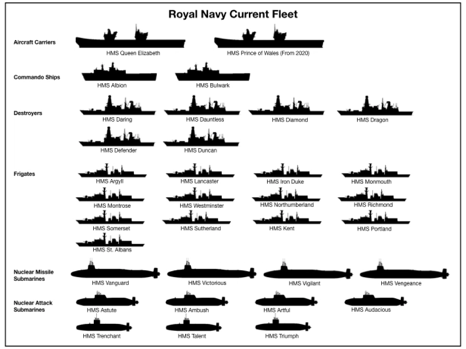 Royal Navy Current Fleet
Aircraft Carriers
HMS Queen Elizabeth HMS Prince of Wales (From 2020)
Commando Ships
HMS Albion HMS Bulwark
Destroyers
HMS Daring HMS Dauntless HMS Diamond HMS Dragon
HMS Defender HMS Duncan
Frigates
HMS Argyll HMS Lancaster HMS Iron Duke HMS Monmouth
HMS Montrose HMS Westminster HMS Northumberland HMS Richmond
HMS Somerset HMS Sutherland HMS Kent HMS Portland
HMS St. Albans
Nuclear Missile
Submarines
HMS Vanguard HMS Victorious HMS Vigilant HMS Vengeance
Nuclear Attack
Submarines
HMS Astute HMS Ambush HMS Artful HMS Audacious
HMS Trenchant HMS Talent HMS Triumph